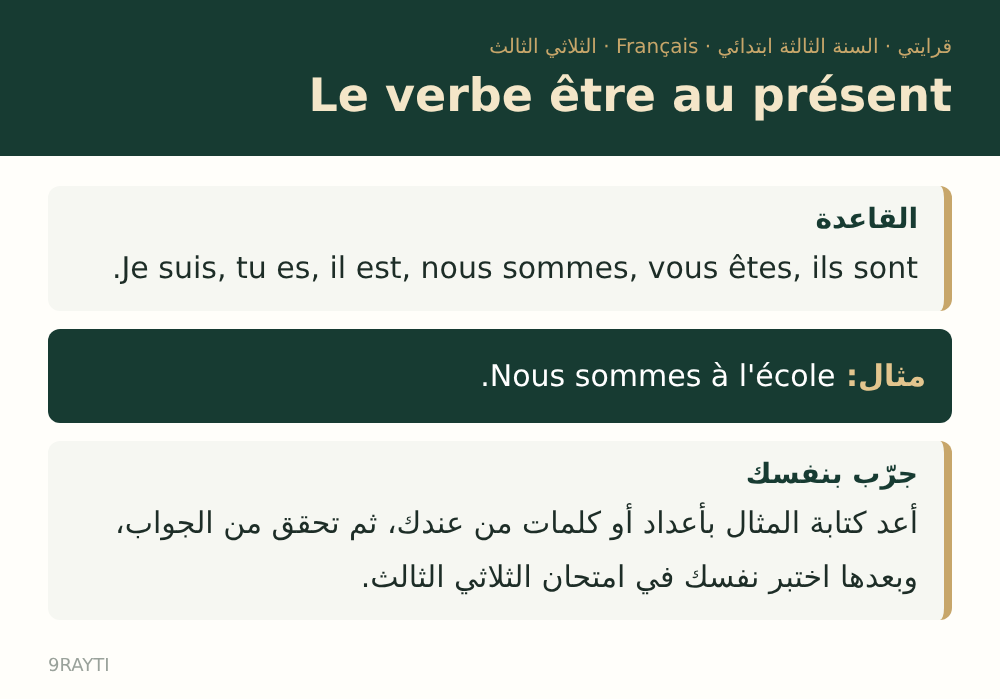 قرايتي · السنة الثالثة ابتدائي · Français · الثلاثي الثالث
Le verbe être au présent
القاعدة
Je suis, tu es, il est, nous sommes, vous êtes, ils sont.
مثال: Nous sommes à l'école.
جرّب بنفسك
أعد كتابة المثال بأعداد أو كلمات من عندك، ثم تحقق من الجواب،
وبعدها اختبر نفسك في امتحان الثلاثي الثالث.
9RAYTI